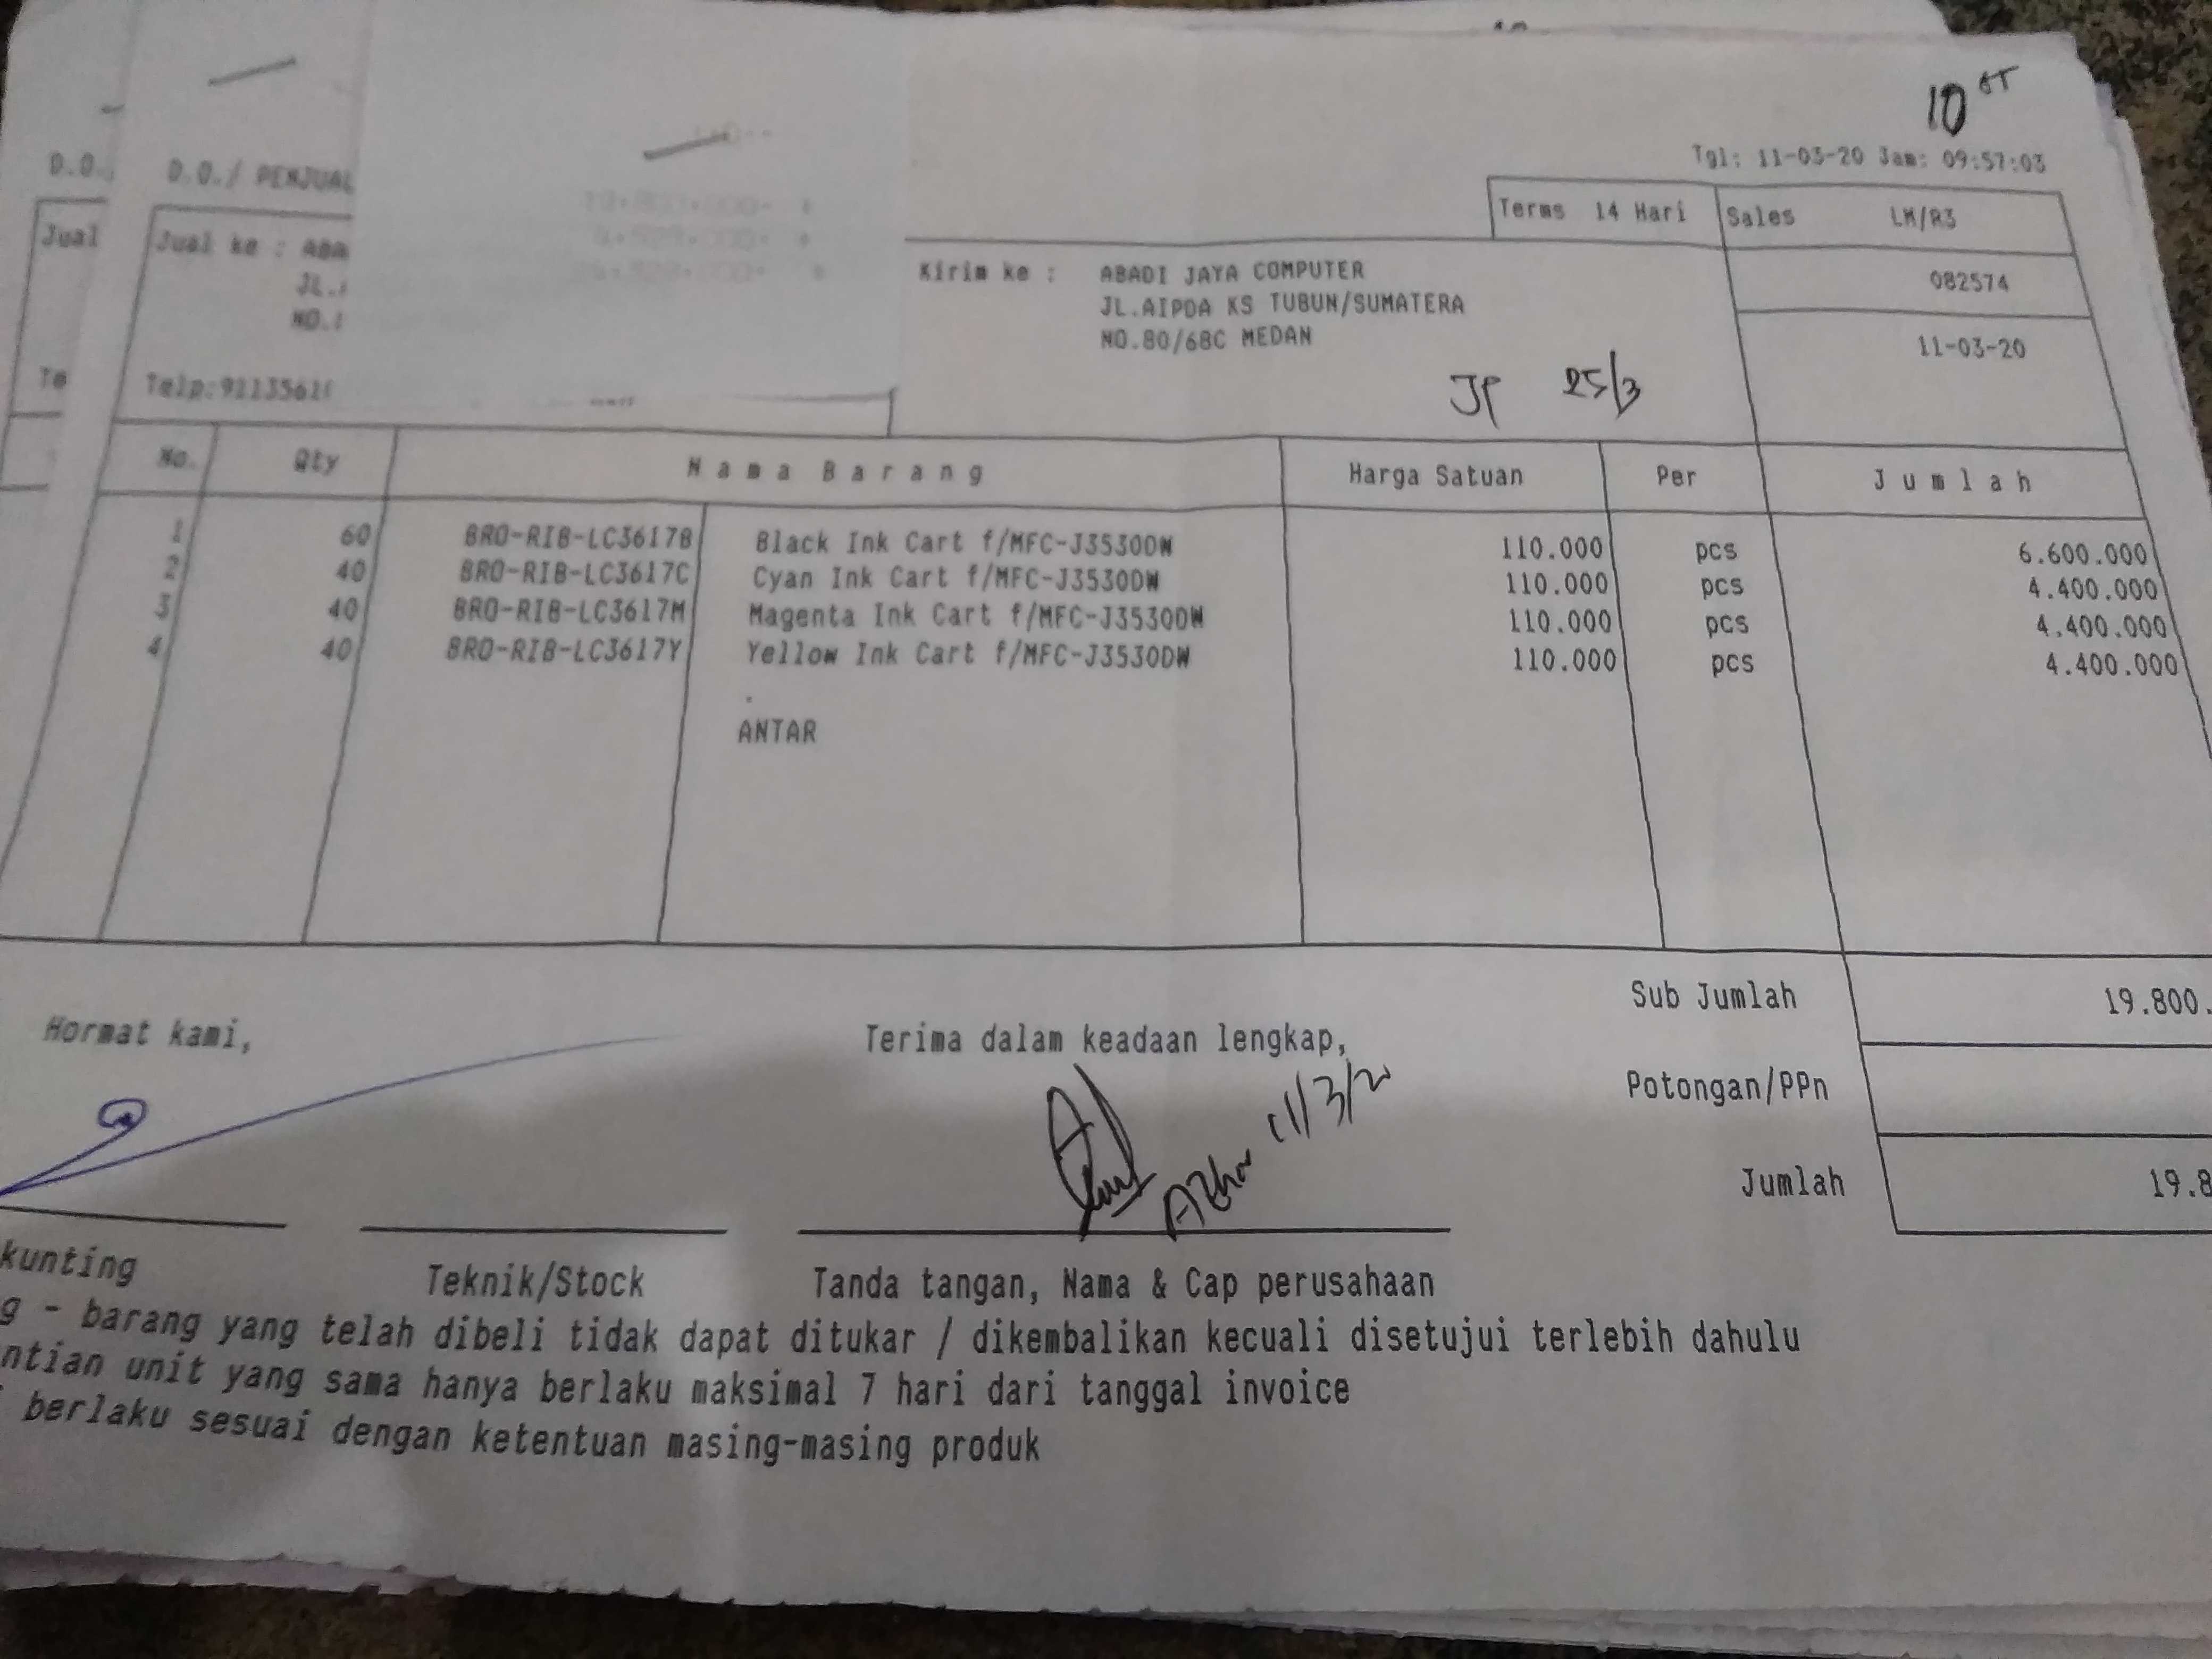 10
Tgl: 11-03-20 Jam: 09:57:03
D.O./ PENJUAL
D.O.
Terms 14 Hari Sales LM/R3
Jual
Jual ke : ABA
JL.
NO.
Kirim ke : ABADI JAYA COMPUTER
JL.AIPDA KS TUBUN/SUMATERA
NO.80/68C MEDAN
082574
11-03-20
JP 25/3
Te
Telp:9113561
No. Qty Nama Barang Harga Satuan Per Jumlah
1 60 BRO-RIB-LC3617B Black Ink Cart f/MFC-J3530DW 110.000 pcs 6.600.000
2 40 BRO-RIB-LC3617C Cyan Ink Cart f/MFC-J3530DW 110.000 pcs 4.400.000
3 40 BRO-RIB-LC3617M Magenta Ink Cart f/MFC-J3530DW 110.000 pcs 4.400.000
4 40 BRO-RIB-LC3617Y Yellow Ink Cart f/MFC-J3530DW 110.000 pcs 4.400.000
.
ANTAR
Sub Jumlah 19.800.
Hormat kami, Terima dalam keadaan lengkap,
Potongan/PPn
11/3/20
Jumlah 19.8
kunting Teknik/Stock Tanda tangan, Nama & Cap perusahaan
g - barang yang telah dibeli tidak dapat ditukar / dikembalikan kecuali disetujui terlebih dahulu
ntian unit yang sama hanya berlaku maksimal 7 hari dari tanggal invoice
berlaku sesuai dengan ketentuan masing-masing produk